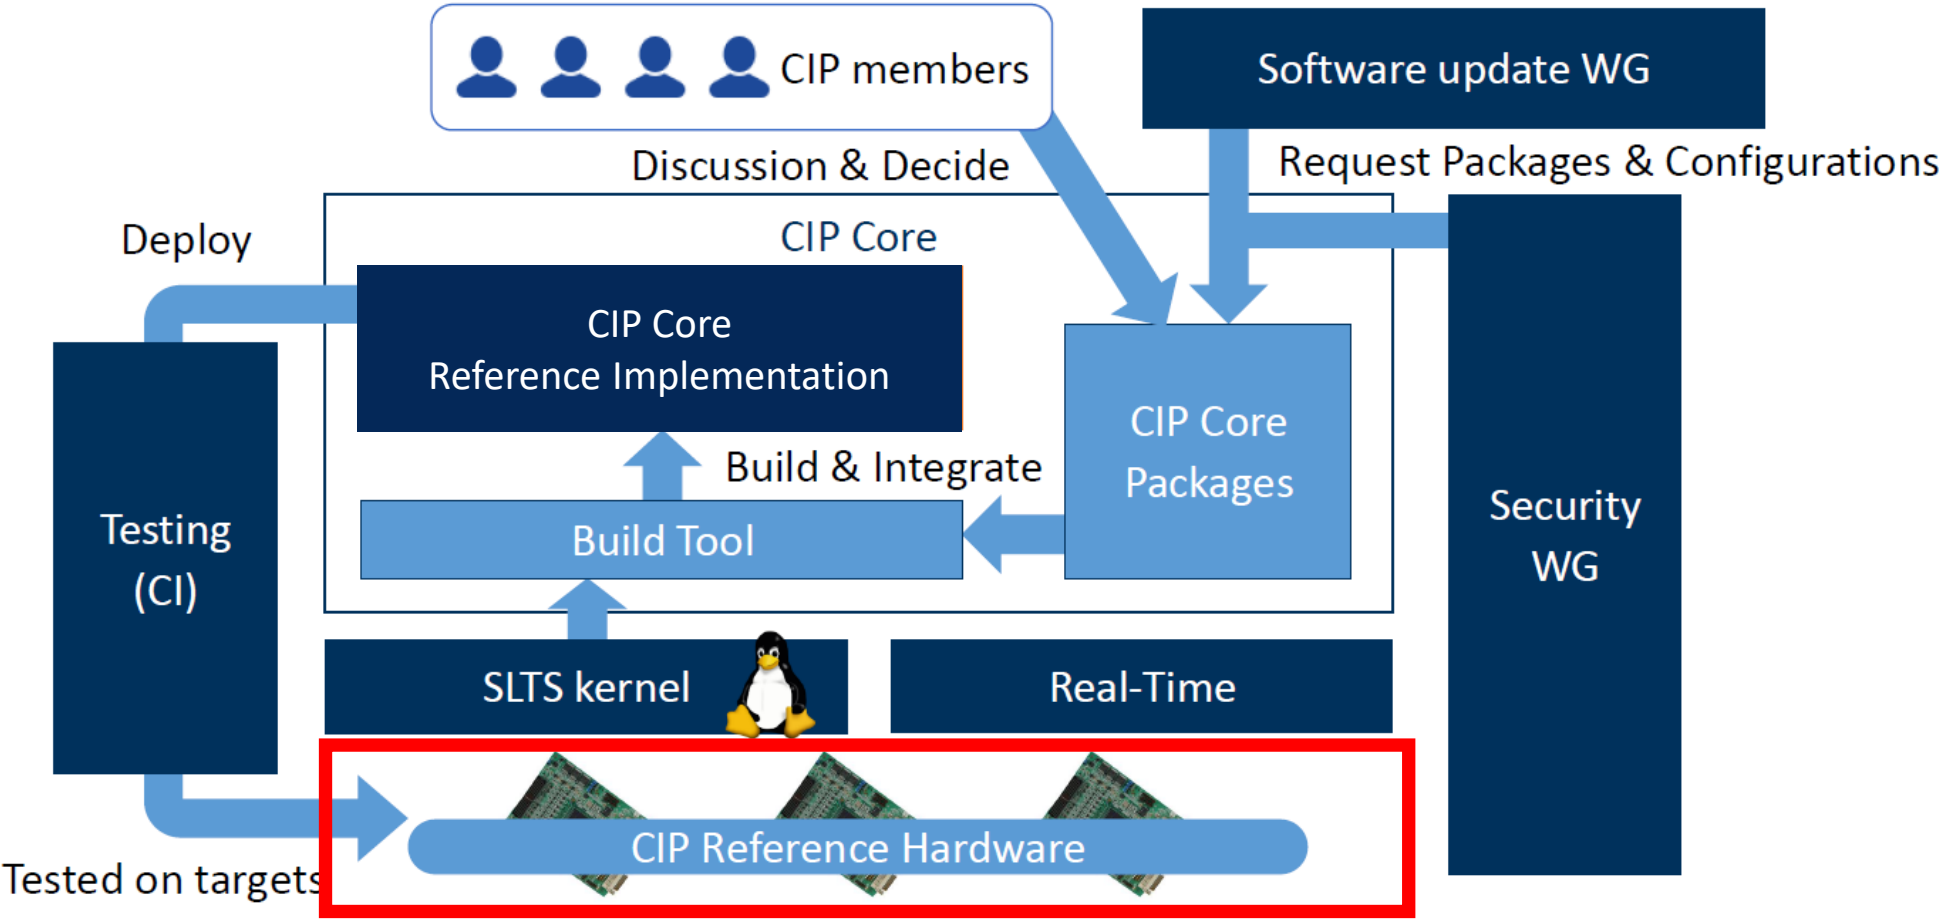 CIP members
Software update WG
Discussion & Decide
Request Packages & Configurations
Deploy
CIP Core
CIP Core
Reference Implementation
CIP Core
Packages
Build & Integrate
Build Tool
Testing
(CI)
Security
WG
SLTS kernel
Real-Time
CIP Reference Hardware
Tested on targets